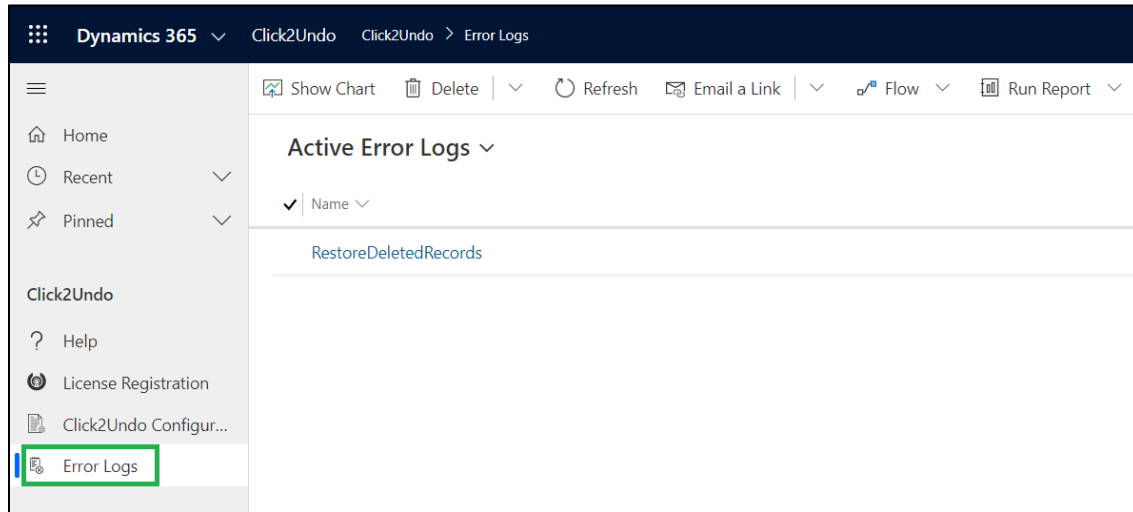 Dynamics 365 Click2Undo Click2Undo > Error Logs
Show Chart Delete Refresh Email a Link Flow Run Report
Home
Recent
Pinned
Click2Undo
Help
License Registration
Click2Undo Configur...
Error Logs
Active Error Logs
Name
RestoreDeletedRecords